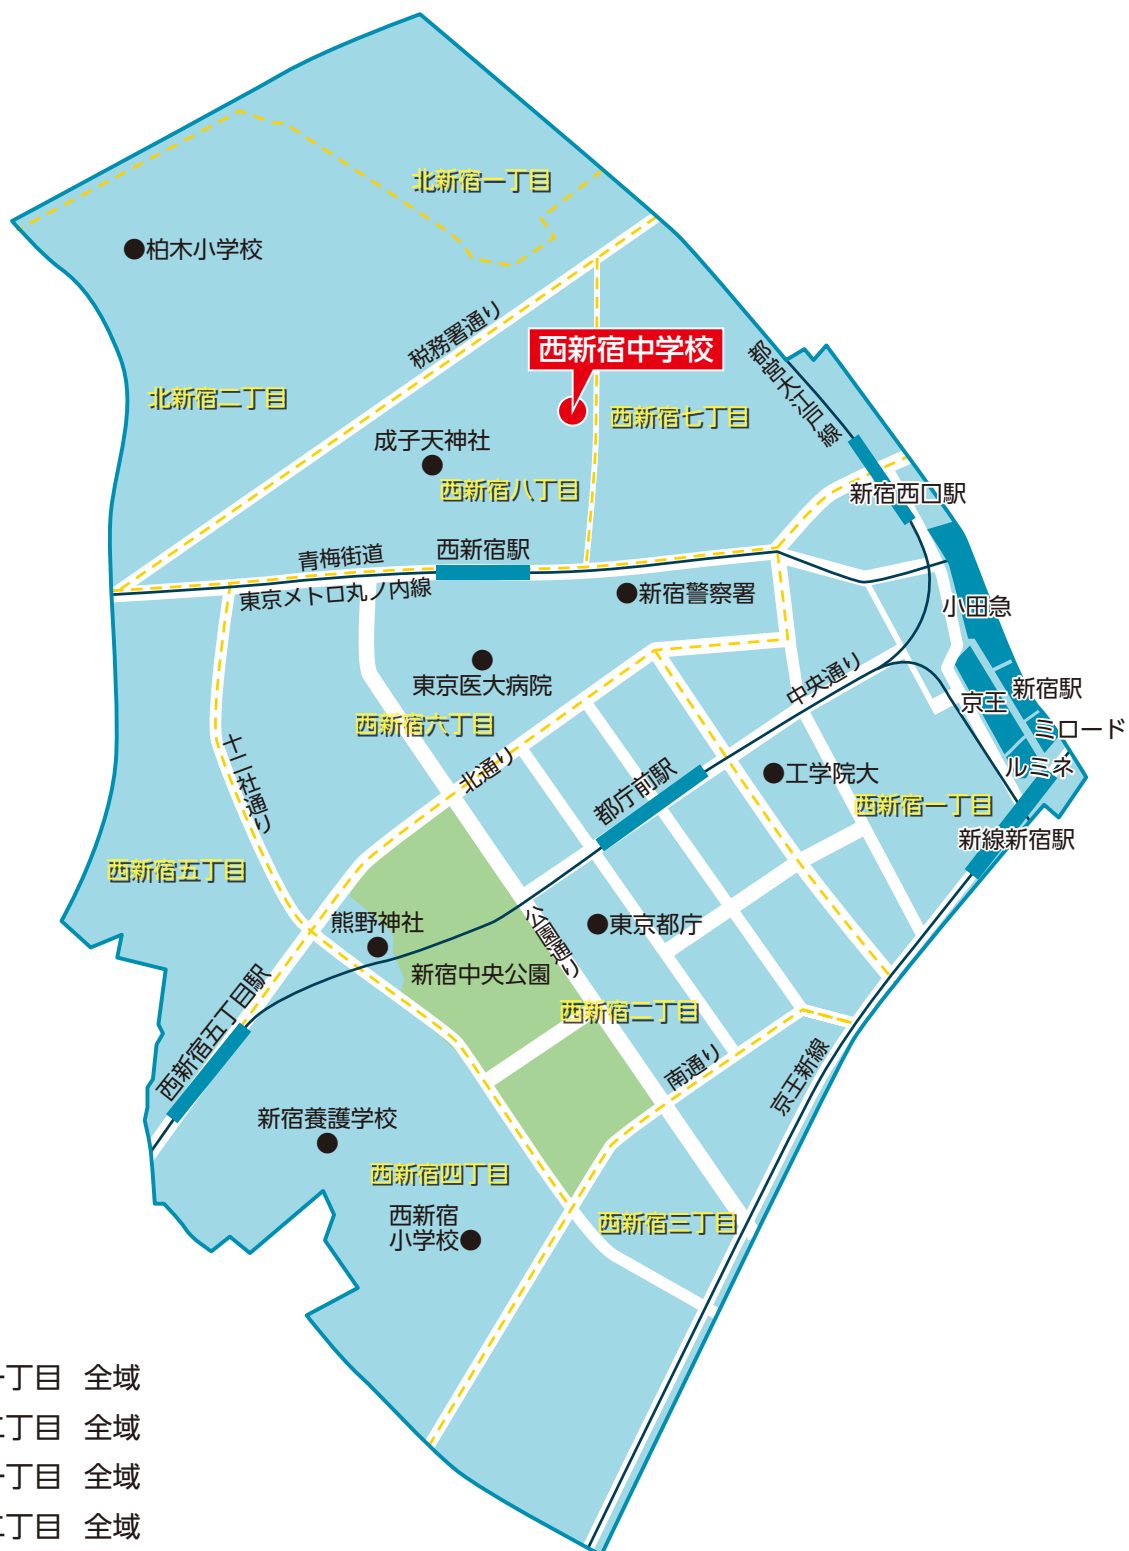 北新宿一丁目
柏木小学校
税務署通り
西新宿中学校
都営大江戸線
北新宿二丁目
西新宿七丁目
成子天神社
西新宿八丁目
新宿西口駅
青梅街道
西新宿駅
東京メトロ丸ノ内線
新宿警察署
小田急
東京医大病院
中央通り
新宿駅
京王
西新宿六丁目
ミロード
十二社通り
北通り
都庁前駅
工学院大
ルミネ
西新宿一丁目
新線新宿駅
西新宿五丁目
熊野神社
公園通り
東京都庁
新宿中央公園
西新宿二丁目
西新宿五丁目駅
南通り
京王新線
新宿養護学校
西新宿四丁目
西新宿
小学校
西新宿三丁目
丁目 全域
丁目 全域
丁目 全域
丁目 全域